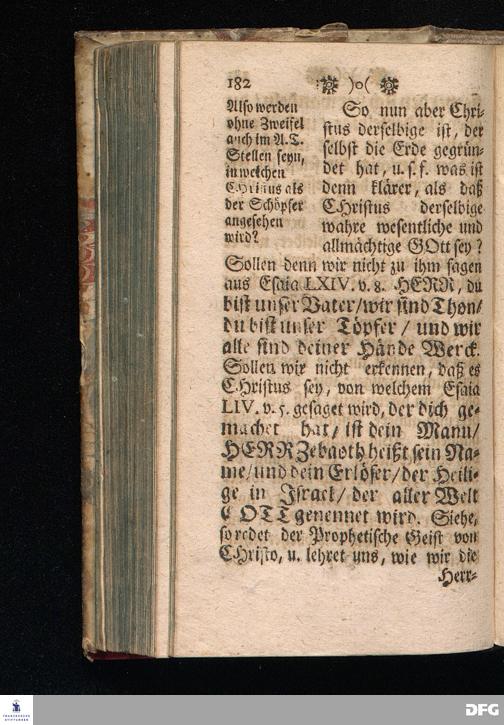 182 )o(
Also werden
ohne Zweifel
auch im A. T.
Stellen seyn,
in welchen
CHristus als
der Schöpfer
angesehen
wird?
So nun aber Chri-
stus derselbige ist, der
selbst die Erde gegrün-
det hat, u. s. f. was ist
denn klärer, als daß
CHristus derselbige
wahre wesentliche und
allmächtige GOtt sey?
Sollen denn wir nicht zu ihm sagen
aus Esaia LXIV. v. 8. HERR, du
bist unser Vater/wir sind Thon/
du bist unser Töpfer/ und wir
alle sind deiner Hände Werck.
Sollen wir nicht erkennen, daß es
CHristus sey, von welchem Esaia
LIV. v. 5. gesaget wird, der dich ge-
machet hat/ ist dein Mann/
HERR Zebaoth heißt sein Na-
me/und dein Erlöser/der Heili-
ge in Israel/ der aller Welt
GOTT genennet wird. Siehe,
so redet der Prophetische Geist von
CHristo, u. lehret uns, wie wir die
Herr-
FRANCKESCHE
STIFTUNGEN
DFG